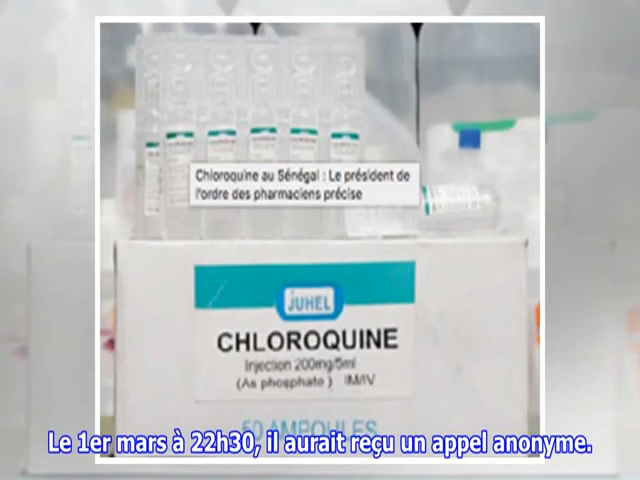 Chloroquine au Sénégal : Le président de
l'ordre des pharmaciens précise
JUHEL
CHLOROQUINE
Injection 200mg/5ml
(As phosphate) IM/IV
50 AMPOULES
Le 1er mars à 22h30, il aurait reçu un appel anonyme.